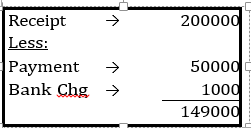 Receipt → 200000
Less:
Payment → 50000
Bank Chg → 1000
149000